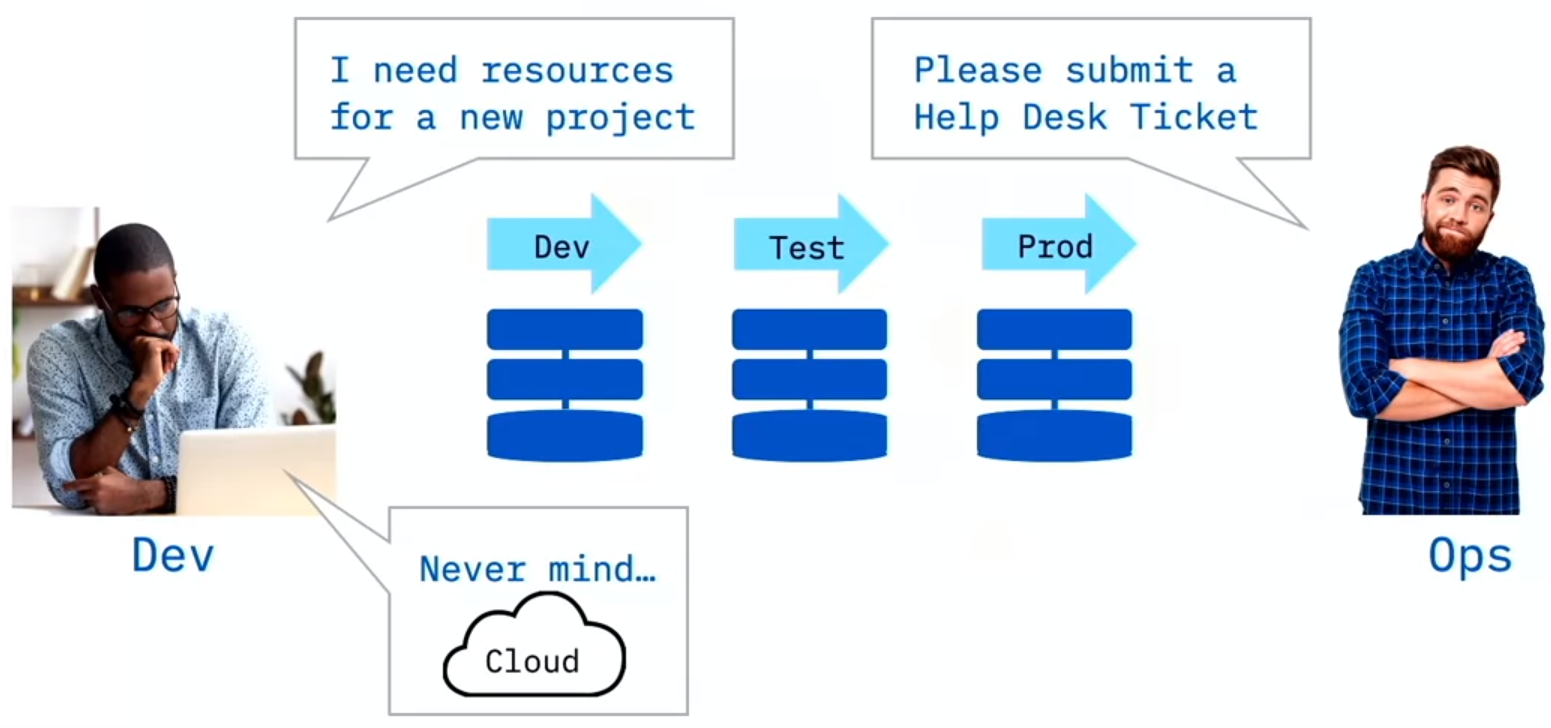 I need resources
for a new project
Please submit a
Help Desk Ticket
Dev
Test
Prod
Dev
Ops
Never mind…
Cloud